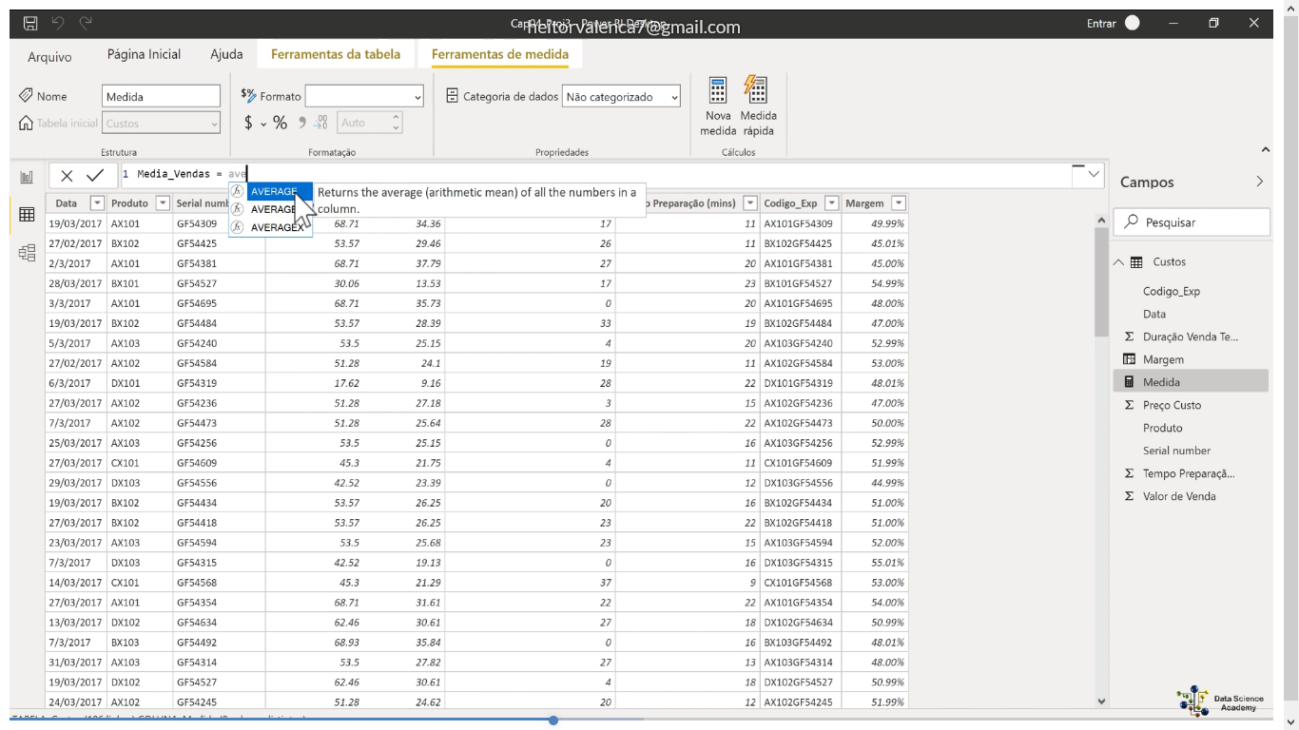 heitorvalenca7@gmail.com
Entrar
Arquivo Página Inicial Ajuda Ferramentas da tabela Ferramentas de medida
Nome Medida $% Formato Categoria de dados Não categorizado
Tabela inicial Custos $ % 9 Auto
Nova medida
Medida rápida
Estrutura Formatação Propriedades Cálculos
1 Media_Vendas = ave
AVERAGE Returns the average (arithmetic mean) of all the numbers in a column.
AVERAGE
AVERAGEX
Data Produto Preparação (mins) Codigo_Exp Margem
19/03/2017 AX101 GF54309 68.71 34.36 17 11 AX101GF54309 49.99%
27/02/2017 BX102 GF54425 53.57 29.46 26 11 BX102GF54425 45.01%
2/3/2017 AX101 GF54381 68.71 37.79 27 20 AX101GF54381 45.00%
28/03/2017 BX101 GF54527 30.06 13.53 17 23 BX101GF54527 54.99%
3/3/2017 AX101 GF54695 68.71 35.73 0 20 AX101GF54695 48.00%
19/03/2017 BX102 GF54484 53.57 28.39 33 19 BX102GF54484 47.00%
5/3/2017 AX103 GF54240 53.5 25.15 4 20 AX103GF54240 52.99%
27/02/2017 AX102 GF54584 51.28 24.1 19 11 AX102GF54584 53.00%
6/3/2017 DX101 GF54319 17.62 9.16 28 22 DX101GF54319 48.01%
27/03/2017 AX102 GF54236 51.28 27.18 3 15 AX102GF54236 47.00%
7/3/2017 AX102 GF54473 51.28 25.64 28 22 AX102GF54473 50.00%
25/03/2017 AX103 GF54256 53.5 25.15 0 16 AX103GF54256 52.99%
27/03/2017 CX101 GF54609 45.3 21.75 4 11 CX101GF54609 51.99%
29/03/2017 DX103 GF54556 42.52 23.39 0 12 DX103GF54556 44.99%
19/03/2017 BX102 GF54434 53.57 26.25 20 16 BX102GF54434 51.00%
27/03/2017 BX102 GF54418 53.57 26.25 23 22 BX102GF54418 51.00%
23/03/2017 AX103 GF54594 53.5 25.68 23 15 AX103GF54594 52.00%
7/3/2017 DX103 GF54315 42.52 19.13 0 16 DX103GF54315 55.01%
14/03/2017 CX101 GF54568 45.3 21.29 37 9 CX101GF54568 53.00%
27/03/2017 AX101 GF54354 68.71 31.61 22 22 AX101GF54354 54.00%
13/03/2017 DX102 GF54634 62.46 30.61 27 18 DX102GF54634 50.99%
7/3/2017 BX103 GF54492 68.93 35.84 0 16 BX103GF54492 48.01%
31/03/2017 AX103 GF54314 53.5 27.82 27 13 AX103GF54314 48.00%
19/03/2017 DX102 GF54527 62.46 30.61 4 18 DX102GF54527 50.99%
24/03/2017 AX102 GF54245 51.28 24.62 20 12 AX102GF54245 51.99%
Campos
Pesquisar
Custos
Codigo_Exp
Data
Duração Venda Te...
Margem
Medida
Preço Custo
Produto
Serial number
Tempo Preparaçã...
Valor de Venda
Data Science
Academy